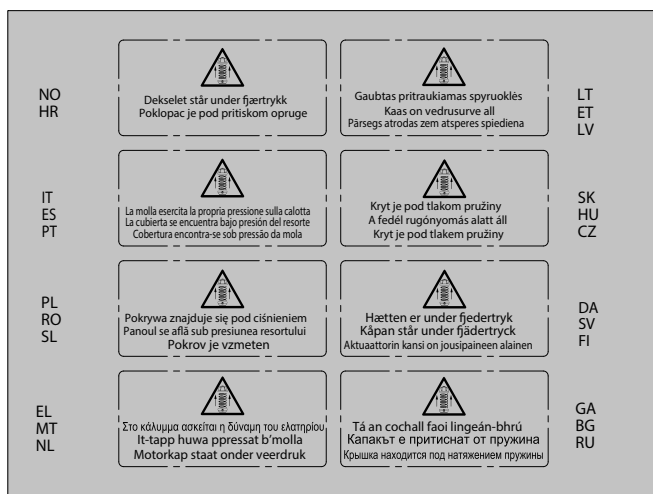 NO
HR
Dekselet står under fjærtrykk
Poklopac je pod pritiskom opruge
Gaubtas pritraukiamas spyruoklės
Kaas on vedrusurve all
Pārsegs atrodas zem atsperes spiediena
LT
ET
LV
IT
ES
PT
La molla esercita la propria pressione sulla calotta
La cubierta se encuentra bajo presión del resorte
Cobertura encontra-se sob pressão da mola
Kryt je pod tlakom pružiny
A fedél rugónyomás alatt áll
Kryt je pod tlakem pružiny
SK
HU
CZ
PL
RO
SL
Pokrywa znajduje się pod ciśnieniem
Panoul se află sub presiunea resortului
Pokrov je vzmeten
Hætten er under fjedertryk
Kåpan står under fjädertryck
Aktuaattorin kansi on jousipaineen alainen
DA
SV
FI
EL
MT
NL
Στο κάλυμμα ασκείται η δύναμη του ελατηρίου
It-tapp huwa ppressat b'molla
Motorkap staat onder veerdruk
Tá an cochall faoi lingeán-bhrú
Капакът е притиснат от пружина
Крышка находится под натяжением пружины
GA
BG
RU